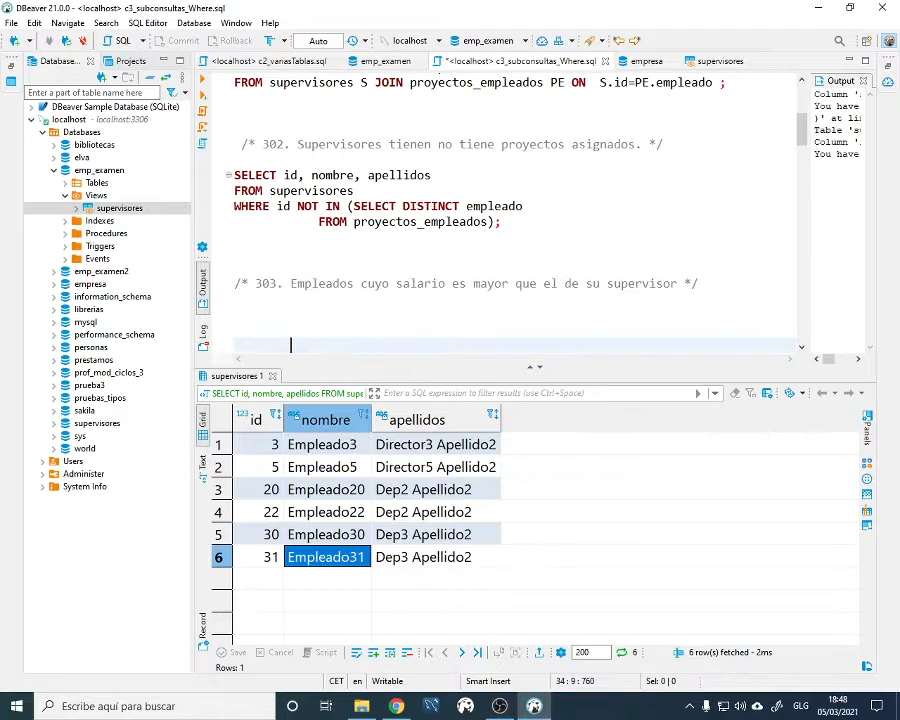 DBeaver 21.0.0 - <localhost> c3_subconsultas_Where.sql
File Edit Navigate Search SQL Editor Database Window Help
SQL Commit Rollback Auto localhost emp_examen
Database... Projects <localhost> c2_variasTablas.sql emp_examen *<localhost> c3_subconsultas_Where.sql empresa supervisores
Enter a part of table name here
DBeaver Sample Database (SQLite)
localhost - localhost:3306
Databases
bibliotecas
elva
emp_examen
Tables
Views
supervisores
Indexes
Procedures
Triggers
Events
emp_examen2
empresa
information_schema
librerias
mysql
performance_schema
personas
prestamos
prof_mod_ciclos_3
prueba3
pruebas_tipos
sakila
supervisores
sys
world
Users
Administer
System Info
FROM supervisores S JOIN proyectos_empleados PE ON S.id=PE.empleado ;
/* 302. Supervisores tienen no tiene proyectos asignados. */
SELECT id, nombre, apellidos
FROM supervisores
WHERE id NOT IN (SELECT DISTINCT empleado
FROM proyectos_empleados);
/* 303. Empleados cuyo salario es mayor que el de su supervisor */
Output
Log
Output
Column '.
You have
)' at lin
Table 'su
Column '.
You have
supervisores 1
SELECT id, nombre, apellidos FROM supe
Enter a SQL expression to filter results (use Ctrl+Space)
Grid
Text
Record
Panels
123 id nombre apellidos
1 3 Empleado3 Director3 Apellido2
2 5 Empleado5 Director5 Apellido2
3 20 Empleado20 Dep2 Apellido2
4 22 Empleado22 Dep2 Apellido2
5 30 Empleado30 Dep3 Apellido2
6 31 Empleado31 Dep3 Apellido2
Save Cancel Script 200 6 6 row(s) fetched - 2ms
Rows: 1
CET en Writable Smart Insert 34 : 9 : 760 Sel: 0 | 0
Escribe aquí para buscar
GLG
18:48
05/03/2021